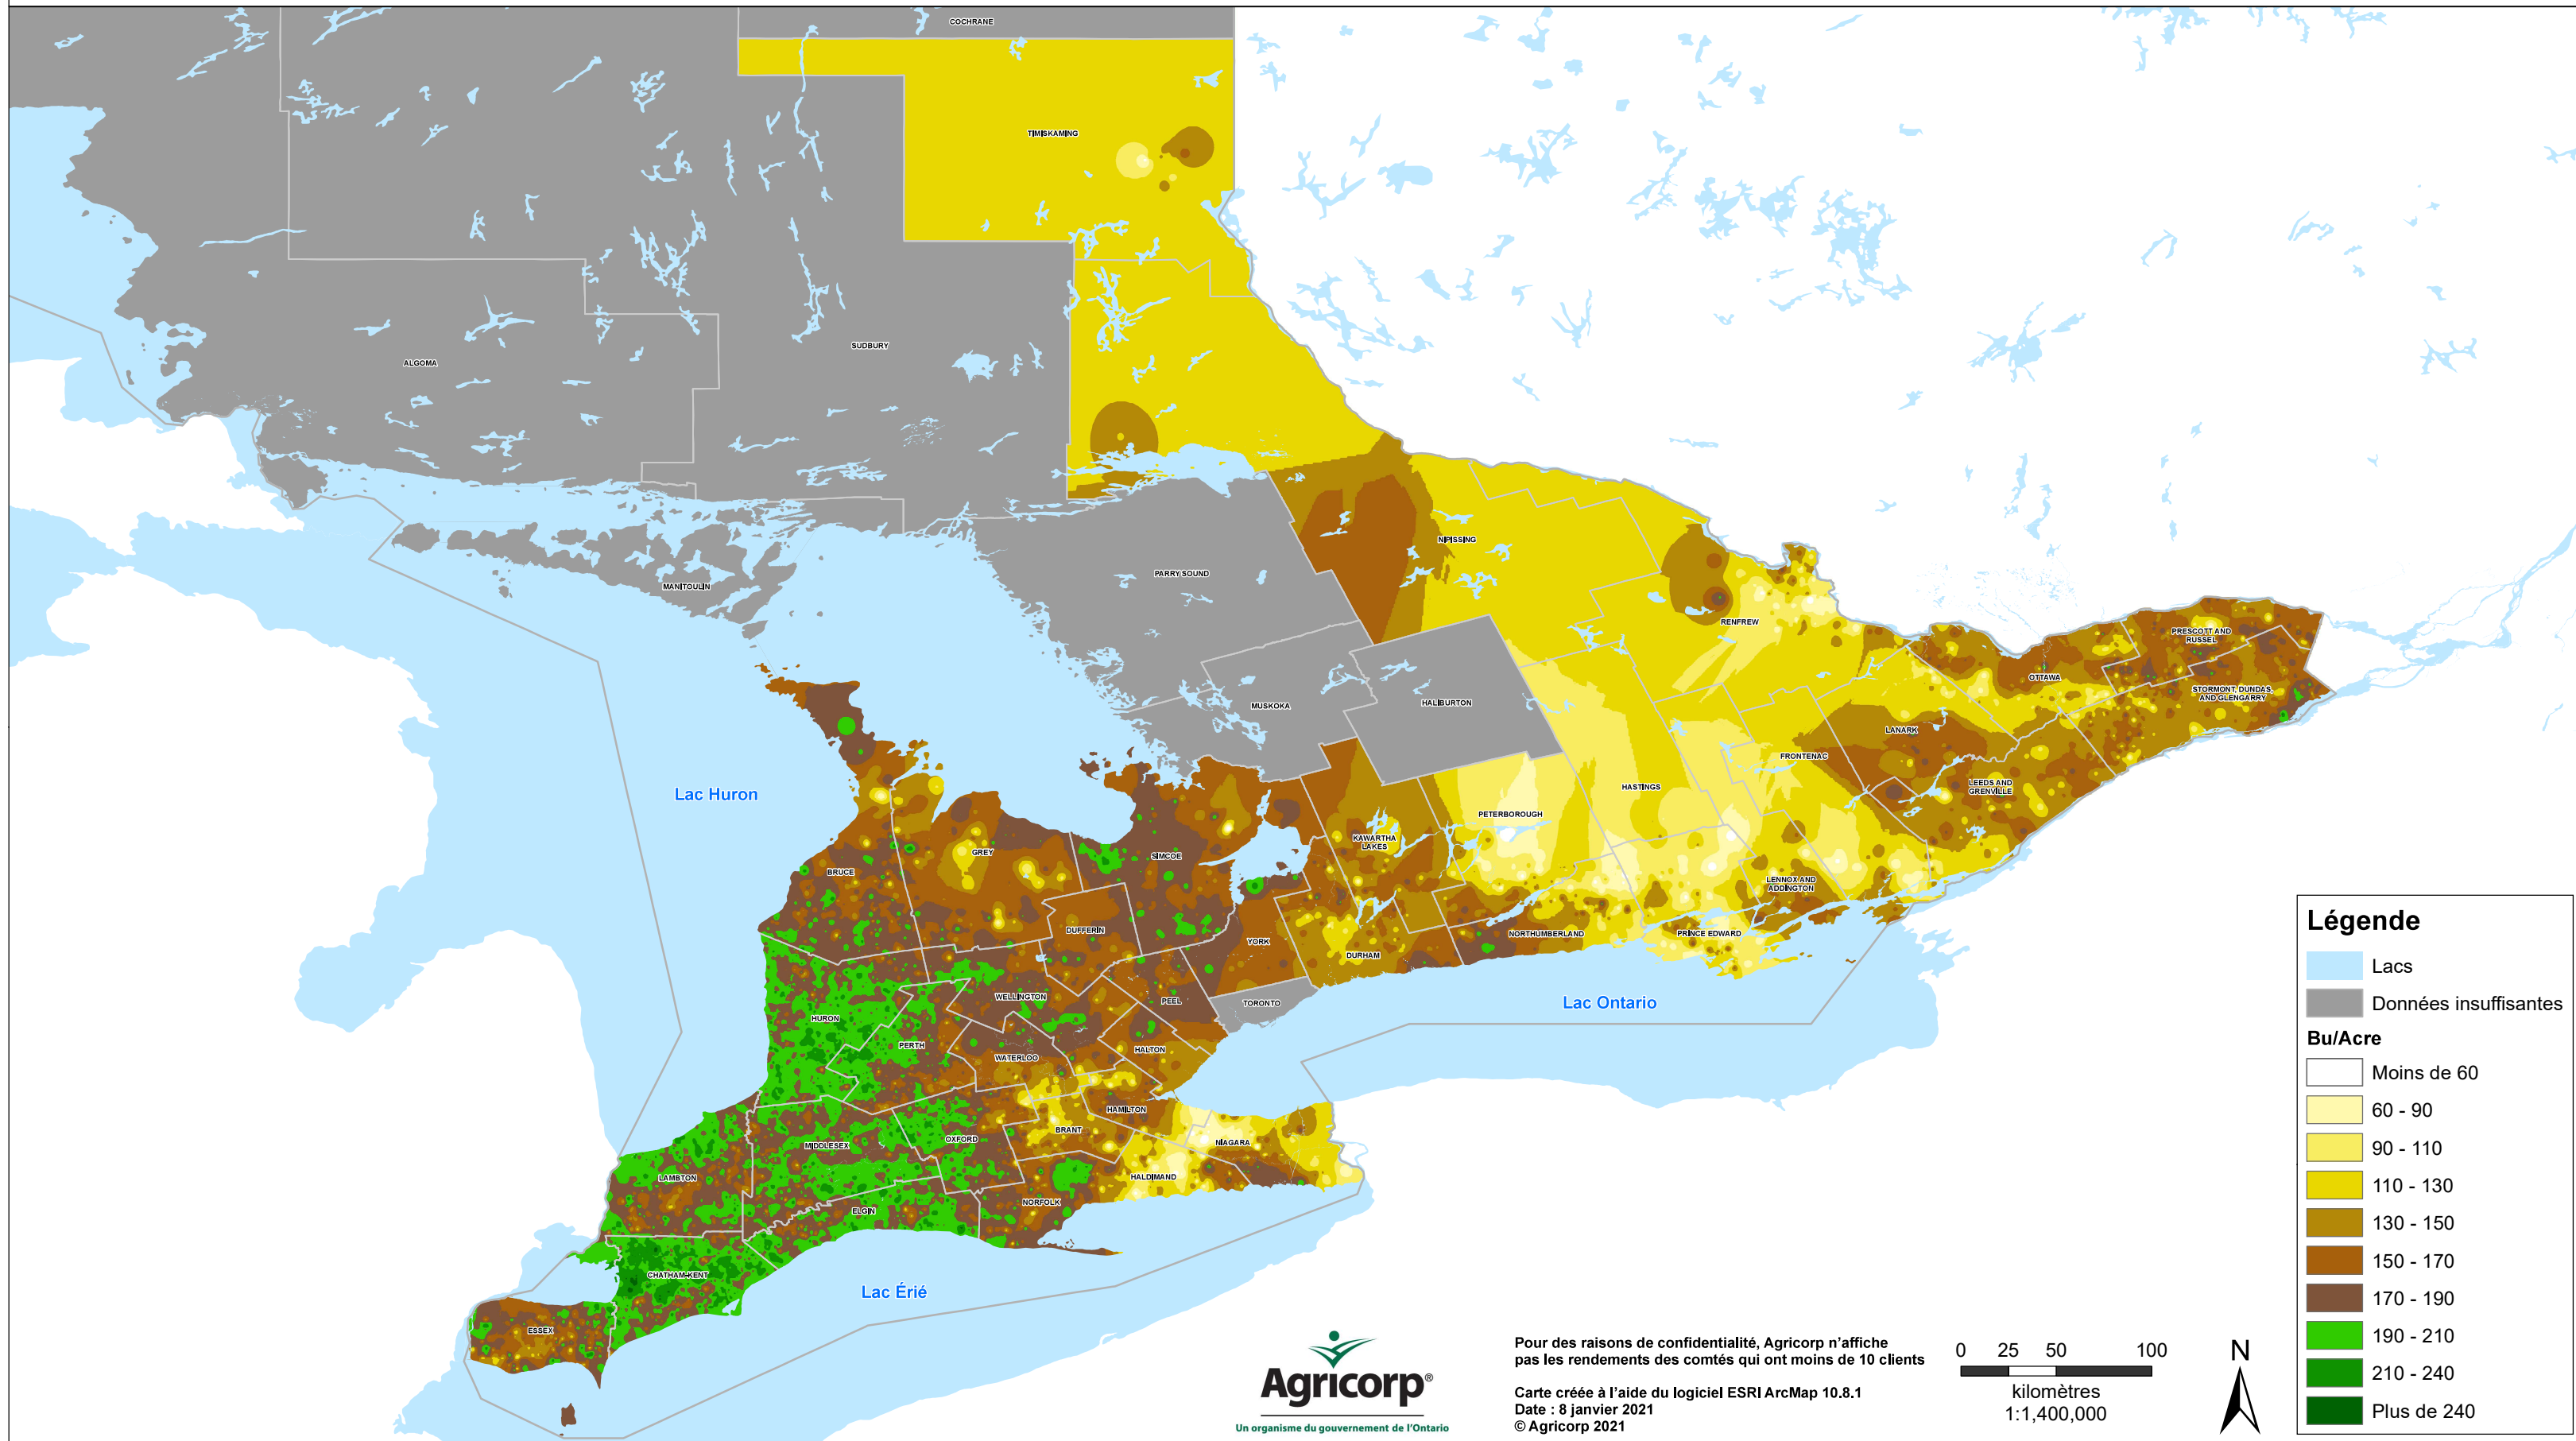 COCHRANE
TIMISKAMING
SUDBURY
ALGOMA
NIPISSING
PARRY SOUND
MANITOULIN
RENFREW
PRESCOTT AND
RUSSEL
OTTAWA
STORMONT, DUNDAS,
AND GLENGARRY
MUSKOKA
HALIBURTON
LANARK
FRONTENAC
LEEDS AND
GRENVILLE
HASTINGS
Lac Huron
PETERBOROUGH
KAWARTHA
LAKES
GREY
SIMCOE
BRUCE
LENNOX AND
ADDINGTON
DUFFERIN
YORK
NORTHUMBERLAND
PRINCE EDWARD
DURHAM
WELLINGTON
PEEL
TORONTO
Lac Ontario
HURON
PERTH
WATERLOO
HALTON
HAMILTON
BRANT
OXFORD
NIAGARA
MIDDLESEX
LAMBTON
HALDIMAND
NORFOLK
ELGIN
CHATHAM-KENT
Lac Érié
ESSEX
Légende
Lacs
Données insuffisantes
Bu/Acre
Moins de 60
60 - 90
90 - 110
110 - 130
130 - 150
150 - 170
170 - 190
190 - 210
210 - 240
Plus de 240
Agricorp®
Un organisme du gouvernement de l'Ontario
Pour des raisons de confidentialité, Agricorp n'affiche
pas les rendements des comtés qui ont moins de 10 clients
Carte créée à l'aide du logiciel ESRI ArcMap 10.8.1
Date : 8 janvier 2021
© Agricorp 2021
0 25 50 100
kilomètres
1:1,400,000
N